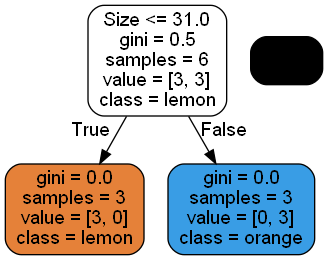 Size <= 31.0
gini = 0.5
samples = 6
value = [3, 3]
class = lemon
True
False
gini = 0.0
samples = 3
value = [3, 0]
class = lemon
gini = 0.0
samples = 3
value = [0, 3]
class = orange